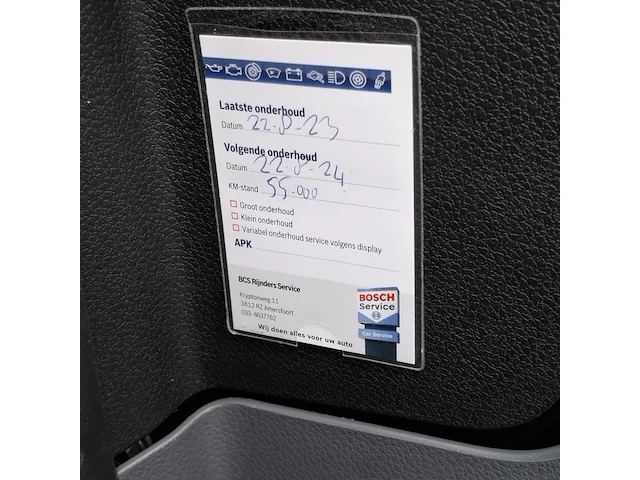 Laatste onderhoud
Datum 22-8-23
Volgende onderhoud
Datum 22-8-24
KM-stand 55-000
Groot onderhoud
Klein onderhoud
Variabel onderhoud service volgens display
APK
BCS Rijnders Service
Kryptonweg 11
3812 RZ Amersfoort
033-4637762
Wij doen alles voor uw auto
BOSCH
Service
Car Service